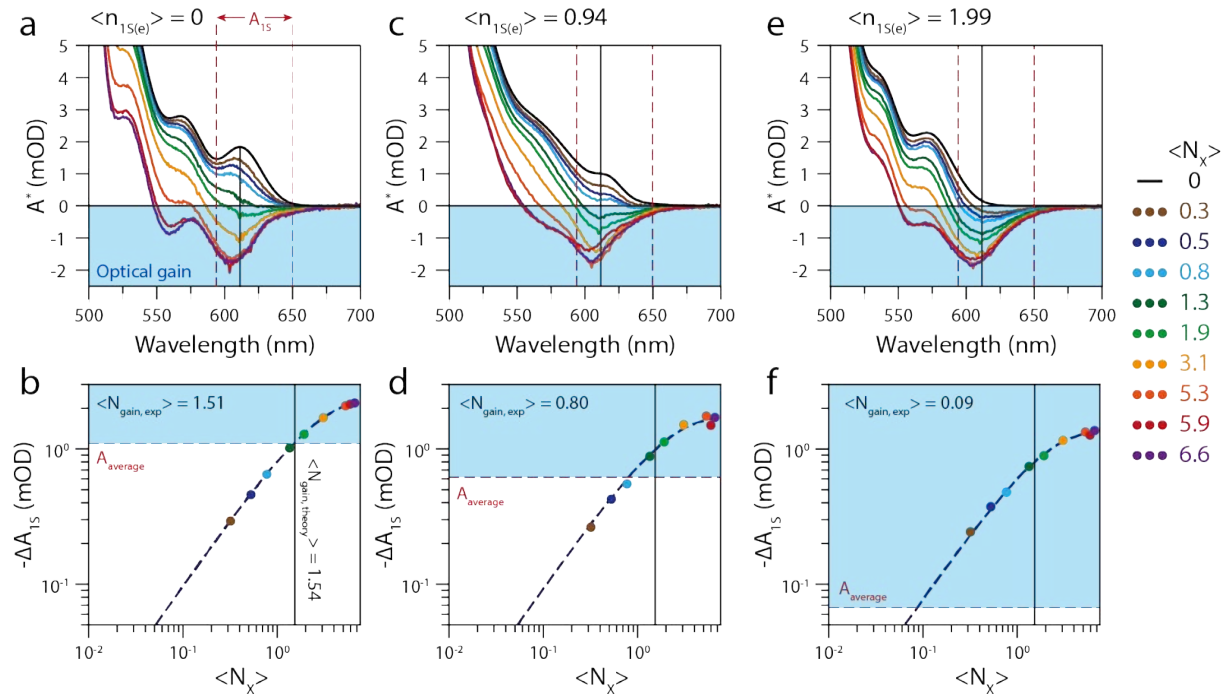 a <n1S(e)> = 0
A1S
c <n1S(e)> = 0.94
e <n1S(e)> = 1.99
A* (mOD)
5
4
3
2
1
0
-1
-2
Optical gain
500 550 600 650 700
Wavelength (nm)
A* (mOD)
5
4
3
2
1
0
-1
-2
500 550 600 650 700
Wavelength (nm)
A* (mOD)
5
4
3
2
1
0
-1
-2
500 550 600 650 700
Wavelength (nm)
<NX>
0
0.3
0.5
0.8
1.3
1.9
3.1
5.3
5.9
6.6
b
<Ngain, exp> = 1.51
Aaverage
<Ngain, theory> = 1.54
-ΔA1S (mOD)
10^0
10^-1
10^-2 10^-1 10^0
<NX>
d
<Ngain, exp> = 0.80
Aaverage
-ΔA1S (mOD)
10^0
10^-1
10^-2 10^-1 10^0
<NX>
f
<Ngain, exp> = 0.09
Aaverage
-ΔA1S (mOD)
10^0
10^-1
10^-2 10^-1 10^0
<NX>